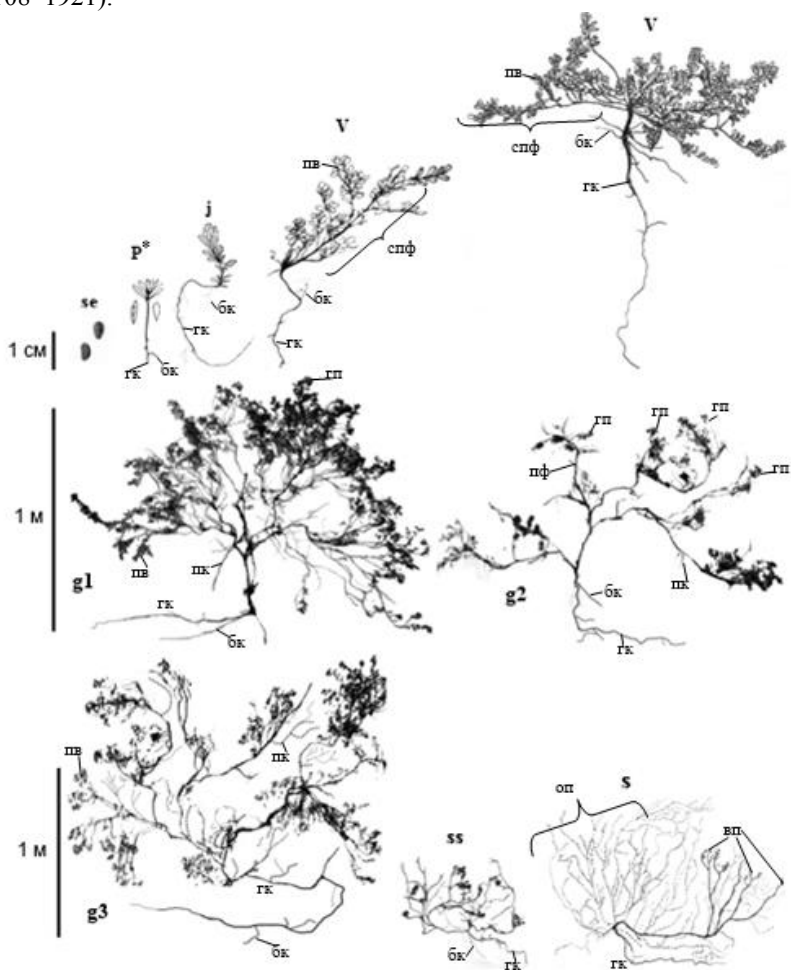 108–1921).
V
пв
спф
бк
гк
V
пв
спф
бк
гк
j
бк
гк
p*
гк
бк
se
1 см
гп
1 м
пв
пк
g1
гк
бк
гп
гп
гп
гп
пф
пк
g2
бк
гк
пв
пк
1 м
гк
g3
бк
ss
бк
гк
s
оп
вп
гк